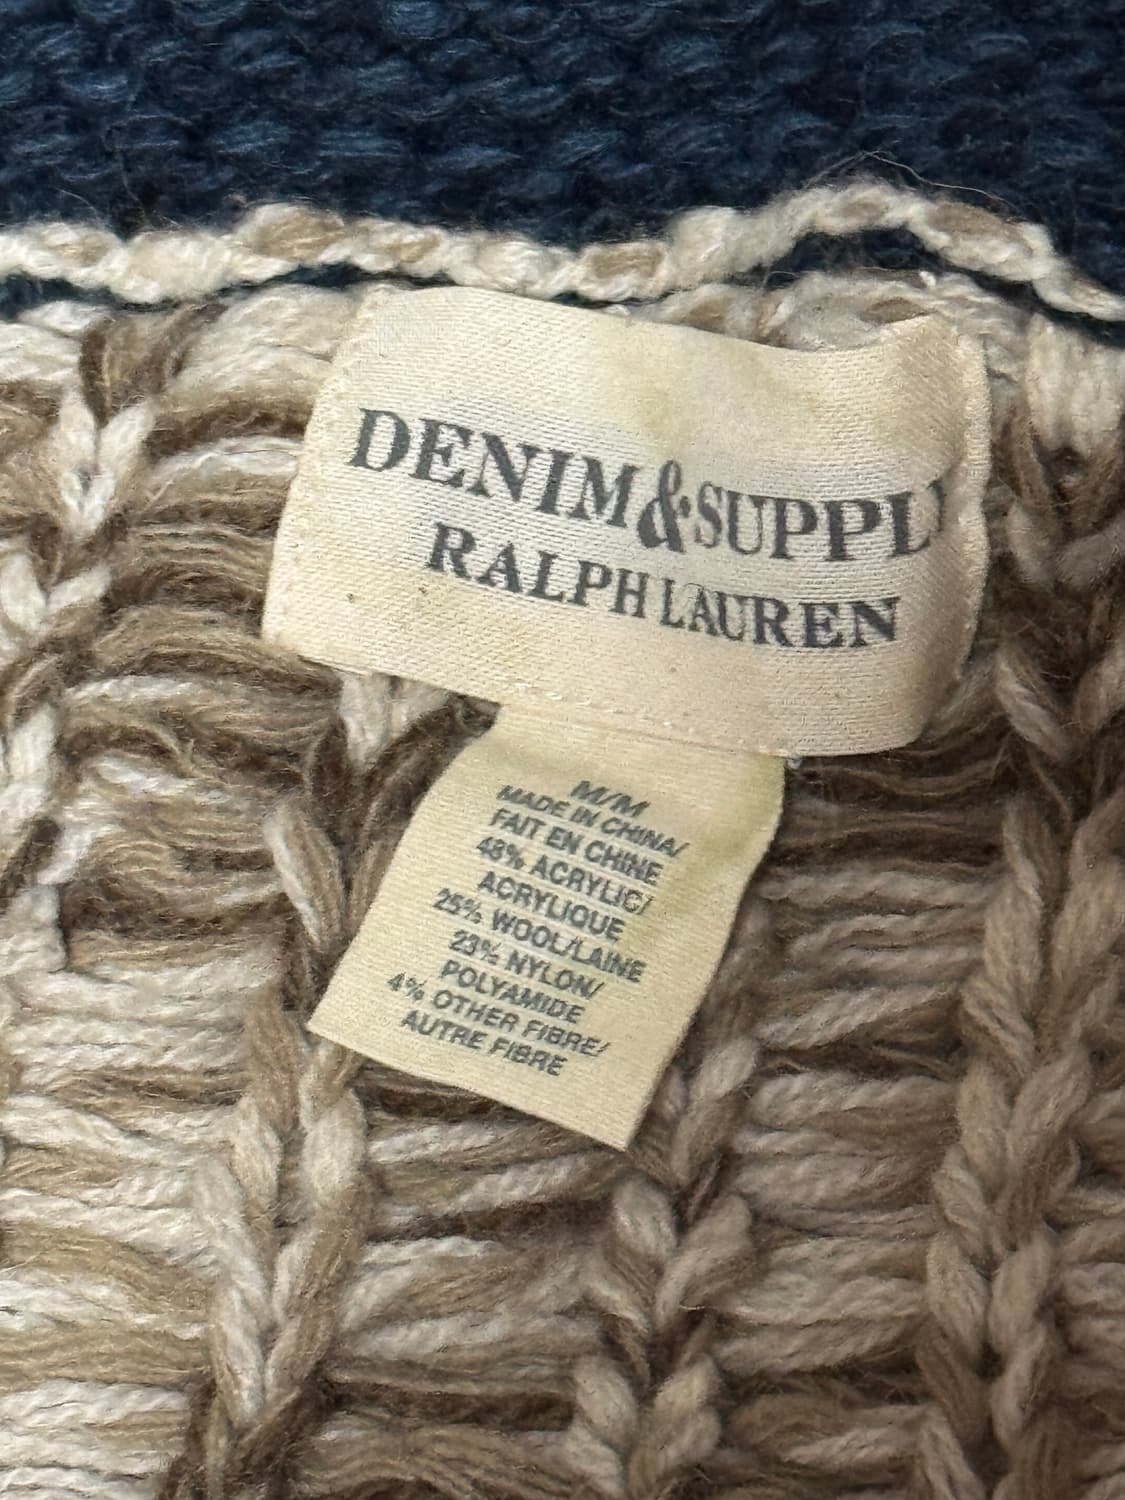 DENIM&SUPPLY
RALPH LAUREN
M/M
MADE IN CHINA/
FAIT EN CHINE
48% ACRYLIC/
ACRYLIQUE
25% WOOL/LAINE
23% NYLON/
POLYAMIDE
4% OTHER FIBRE/
AUTRE FIBRE